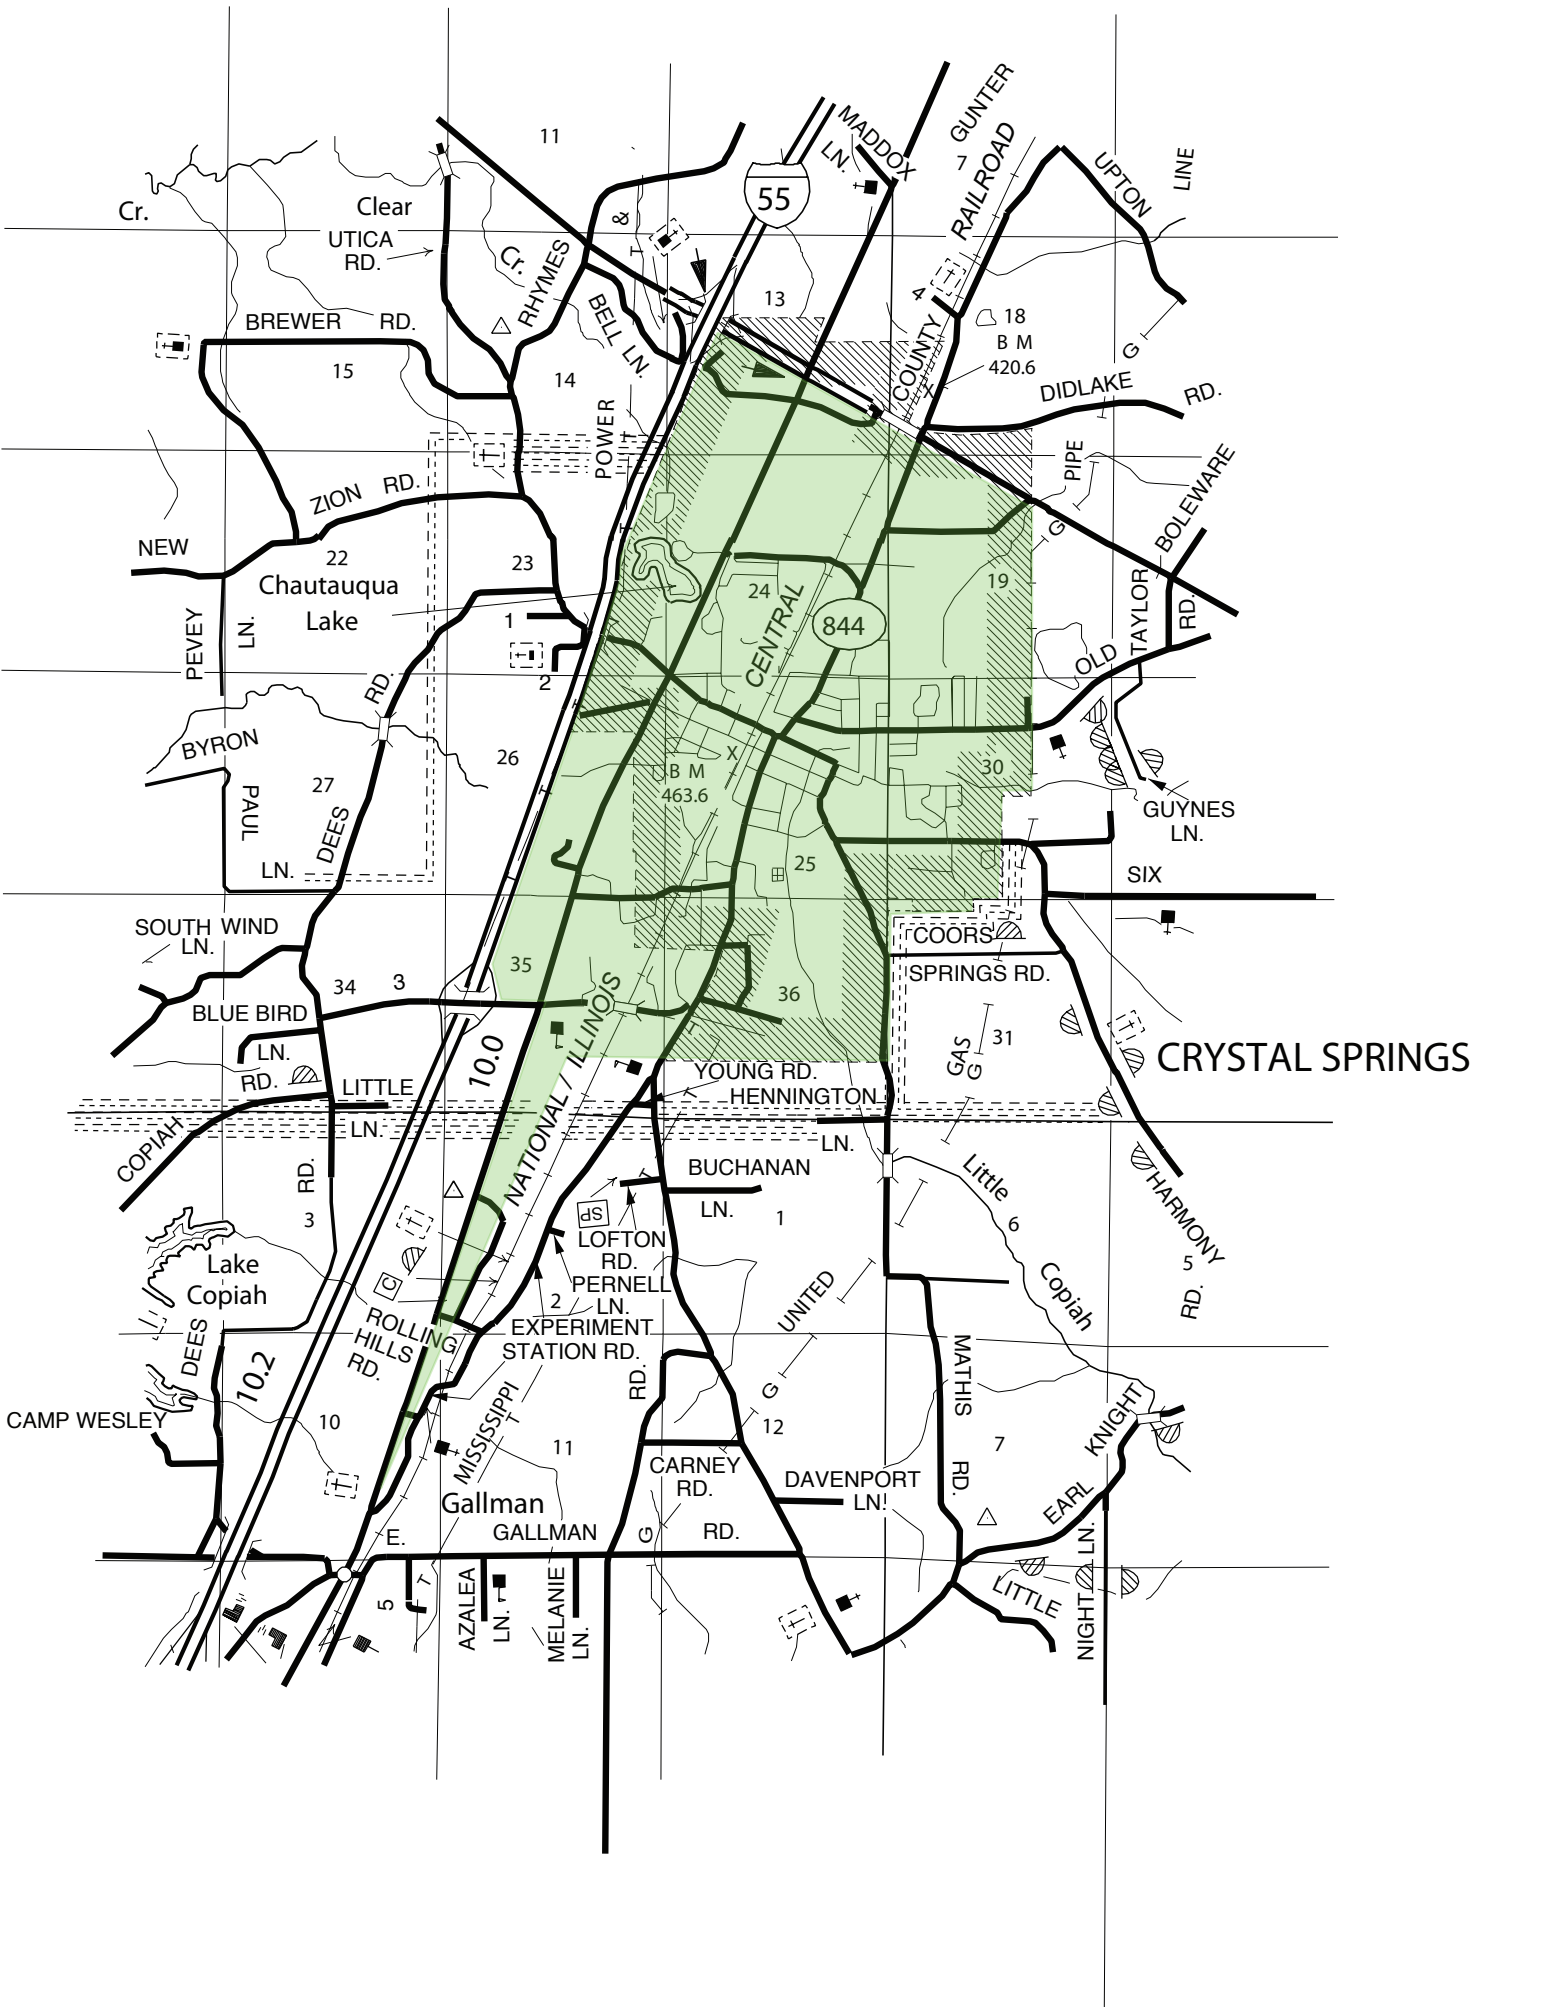 GUNTER
MADDOX
LN.
7
11
RAILROAD
UPTON
LINE
55
Cr.
Clear
UTICA
RD.
Cr.
&
T
RHYMES
BELL LN.
13
4
18
B M
420.6
COUNTY
X
G
BREWER RD.
15
14
DIDLAKE RD.
POWER
T
PIPE
BOLEWARE
ZION RD.
NEW
G
T
22
23
Chautauqua
Lake
24
19
CENTRAL
844
TAYLOR
RD.
PEVEY
LN.
1
2
OLD
RD.
T
BYRON
26
27
X
B M
463.6
30
PAUL
LN.
DEES
T
GUYNES
LN.
25
SIX
T
SOUTH WIND
LN.
COORS
SPRINGS RD.
35
34
3
36
BLUE BIRD
LN.
T
31
GAS
G
CRYSTAL SPRINGS
10.0
NATIONAL / ILLINOIS
RD.
LITTLE
LN.
YOUNG RD.
HENNINGTON
LN.
T
COPIAH
RD.
BUCHANAN
LN.
T
Little
Copiah
HARMONY
RD.
3
SP
LOFTON
RD.
1
6
5
Lake
Copiah
C
PERNELL
LN.
2
UNITED
ROLLING
HILLS
RD.
EXPERIMENT
STATION RD.
DEES
10.2
MATHIS
RD.
RD.
G
CAMP WESLEY
10
MISSISSIPPI
T
11
12
7
KNIGHT
EARL
CARNEY
RD.
DAVENPORT
LN.
Gallman
E. GALLMAN RD.
G
NIGHT LN.
LITTLE
5
T
AZALEA
LN.
MELANIE
LN.